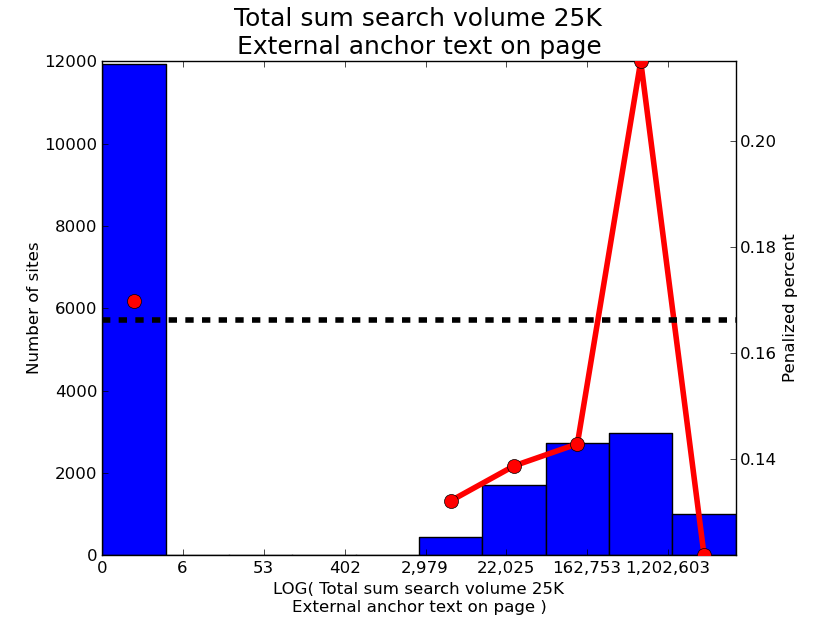 Total sum search volume 25K
External anchor text on page
12000
10000
8000
6000
4000
2000
0
Number of sites
0.20
0.18
0.16
0.14
Penalized percent
0 6 53 402 2,979 22,025 162,753 1,202,603
LOG( Total sum search volume 25K
External anchor text on page )